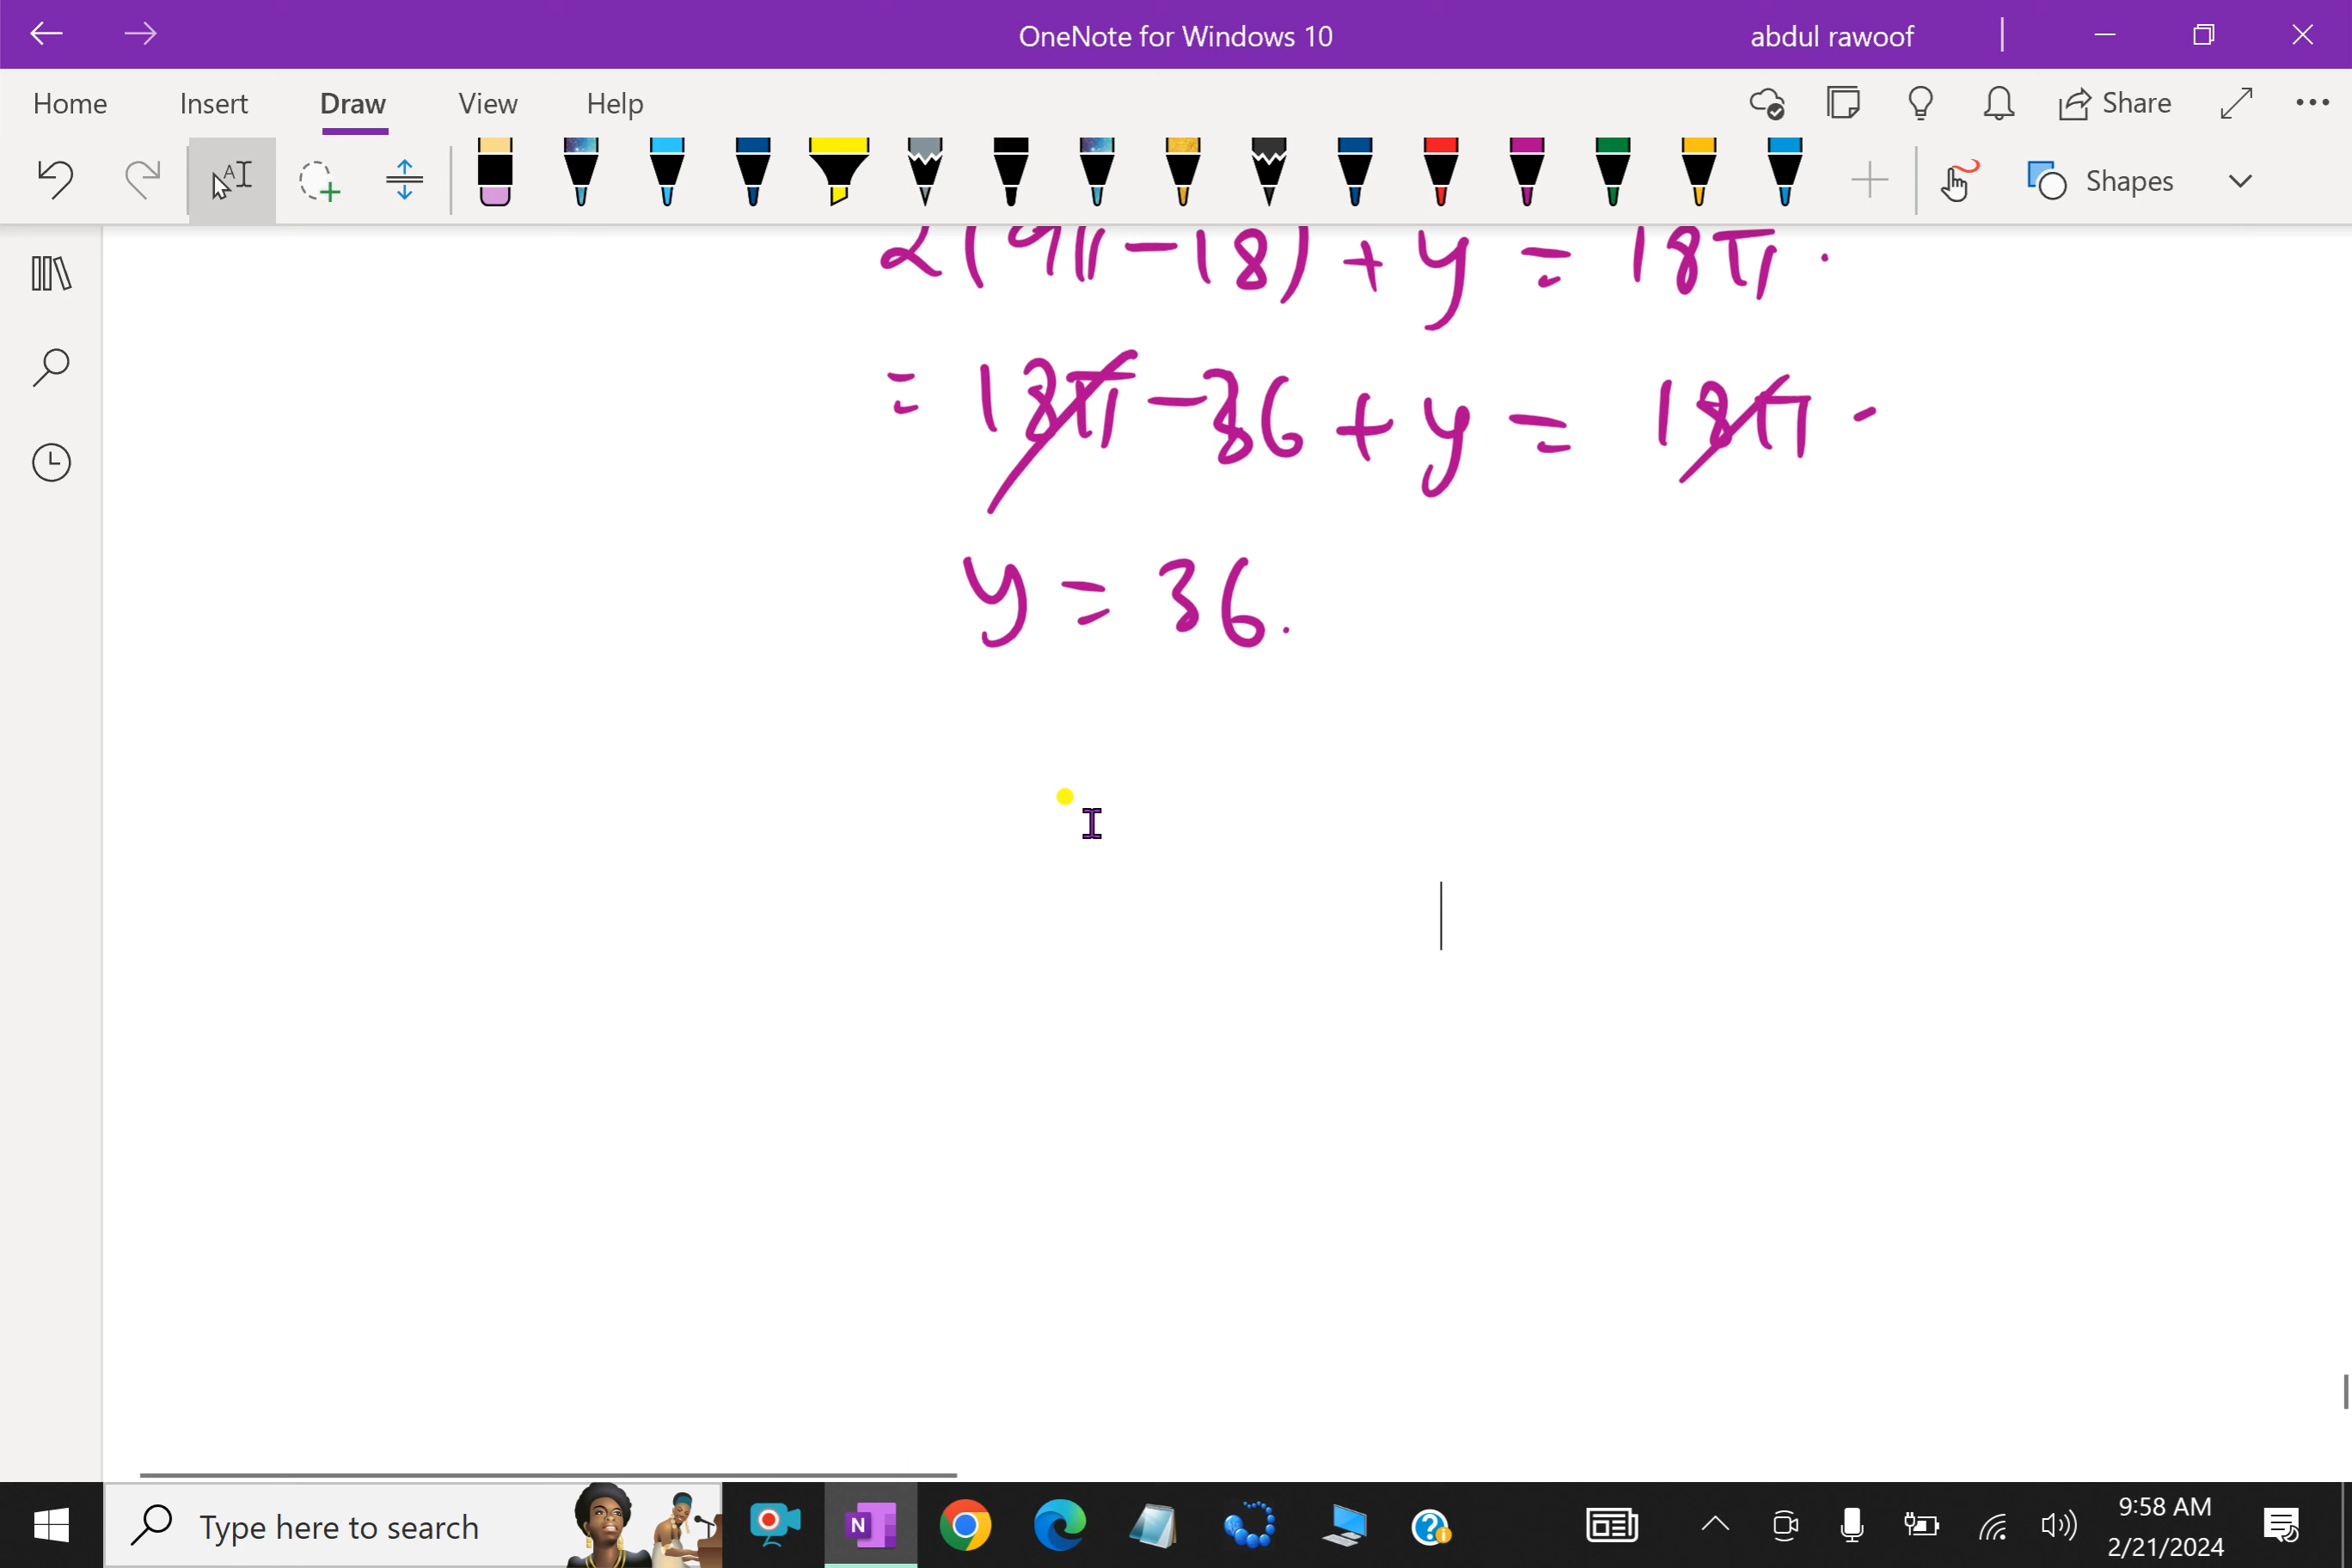 OneNote for Windows 10
abdul rawoof
Home Insert Draw View Help
Share
Shapes
2(9π-18) + y = 18π.
= 18π - 36 + y = 18π -
y = 36.
Type here to search
9:58 AM
2/21/2024